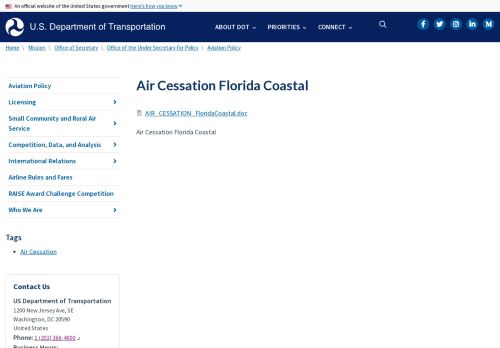 An official website of the United States government Here's how you know
U.S. Department of Transportation
ABOUT DOT
PRIORITIES
CONNECT
Home \ Mission \ Office of Secretary \ Office of the Under Secretary for Policy \ Aviation Policy
Aviation Policy
Licensing
Small Community and Rural Air
Service
Competition, Data, and Analysis
International Relations
Airline Rules and Fares
RAISE Award Challenge Competition
Who We Are
Tags
Air Cessation
Contact Us
US Department of Transportation
1200 New Jersey Ave, SE
Washington, DC 20590
United States
Phone: 1 (202) 366-4000
Business Hours:
Air Cessation Florida Coastal
AIR_CESSATION_FloridaCoastal.doc
Air Cessation Florida Coastal